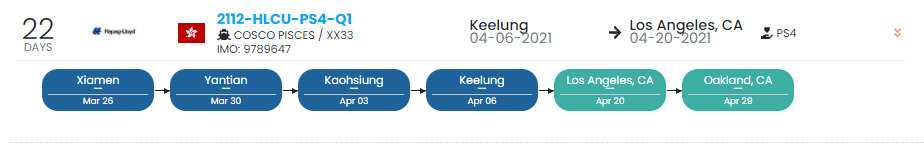 22
DAYS
Hapag-Lloyd
2112-HLCU-PS4-Q1
COSCO PISCES / XX33
IMO: 9789647
Keelung
04-06-2021
Los Angeles, CA
04-20-2021
PS4
Xiamen
--
Mar 26
Yantian
--
Mar 30
Kaohsiung
--
Apr 03
Keelung
--
Apr 06
Los Angeles, CA
--
Apr 20
Oakland, CA
--
Apr 29